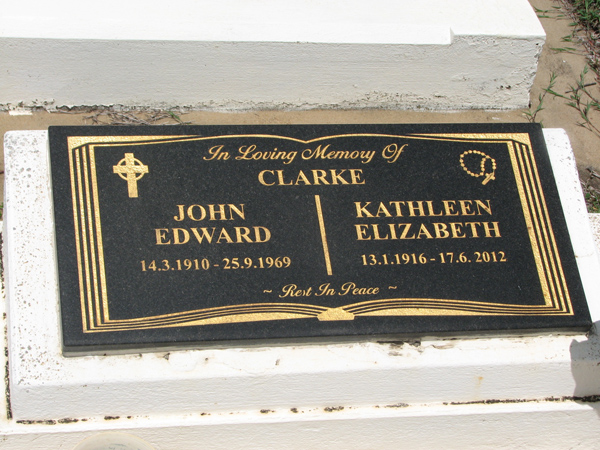 In Loving Memory Of
CLARKE
JOHN
EDWARD
14.3.1910 - 25.9.1969
KATHLEEN
ELIZABETH
13.1.1916 - 17.6.2012
~ Rest In Peace ~